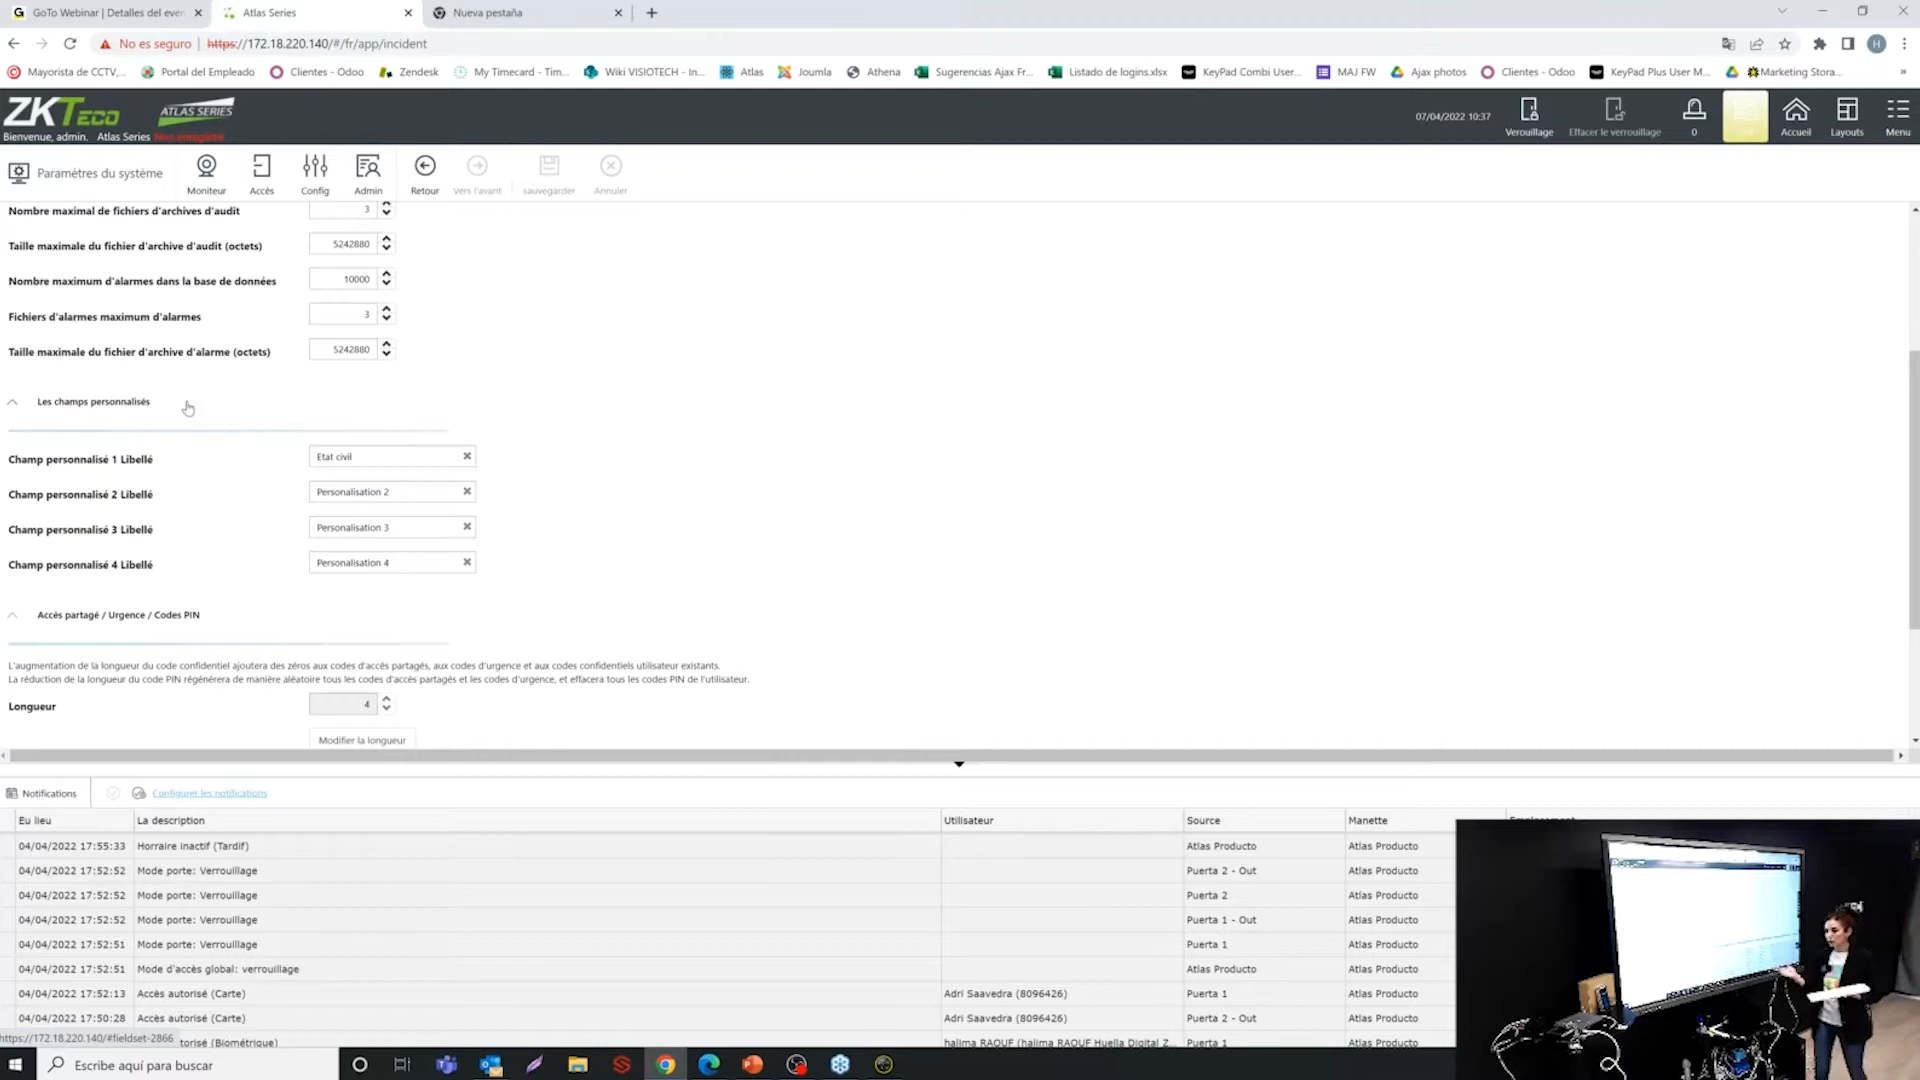 GoTo Webinar | Detalles del even
Atlas Series
Nueva pestaña
No es seguro | https://172.18.220.140/#/fr/app/incident
Mayorista de CCTV,...
Portal del Empleado
Clientes - Odoo
Zendesk
My Timecard - Tim...
Wiki VISIOTECH - In...
Atlas
Joumla
Athena
Sugerencias Ajax Fr...
Listado de logins.xlsx
KeyPad Combi User...
MAJ FW
Ajax photos
Clientes - Odoo
KeyPad Plus User M...
Marketing Stora...
ZKTeco
ATLAS SERIES
Bienvenue, admin. Atlas Series Non enregistré
07/04/2022 10:37
Verouillage
Effacer le verrouillage
0
Accueil
Layouts
Menu
Paramètres du système
Moniteur
Accès
Config
Admin
Retour
Vers l'avant
sauvegarder
Annuler
Nombre maximal de fichiers d'archives d'audit 3
Taille maximale du fichier d'archive d'audit (octets) 5242880
Nombre maximum d'alarmes dans la base de données 10000
Fichiers d'alarmes maximum d'alarmes 3
Taille maximale du fichier d'archive d'alarme (octets) 5242880
Les champs personnalisés
Champ personnalisé 1 Libellé Etat civil
Champ personnalisé 2 Libellé Personalisation 2
Champ personnalisé 3 Libellé Personalisation 3
Champ personnalisé 4 Libellé Personalisation 4
Accès partagé / Urgence / Codes PIN
L'augmentation de la longueur du code confidentiel ajoutera des zéros aux codes d'accès partagés, aux codes d'urgence et aux codes confidentiels utilisateur existants.
La réduction de la longueur du code PIN régénérera de manière aléatoire tous les codes d'accès partagés et les codes d'urgence, et effacera tous les codes PIN de l'utilisateur.
Longueur 4
Modifier la longueur
Notifications
Configurer les notifications
Eu lieu La description Utilisateur Source Manette
04/04/2022 17:55:33 Horraire inactif (Tardif) Atlas Producto Atlas Producto
04/04/2022 17:52:52 Mode porte: Verrouillage Puerta 2 - Out Atlas Producto
04/04/2022 17:52:52 Mode porte: Verrouillage Puerta 2 Atlas Producto
04/04/2022 17:52:52 Mode porte: Verrouillage Puerta 1 - Out Atlas Producto
04/04/2022 17:52:51 Mode porte: Verrouillage Puerta 1 Atlas Producto
04/04/2022 17:52:51 Mode d'accès global: verrouillage Atlas Producto Atlas Producto
04/04/2022 17:52:13 Accès autorisé (Carte) Adri Saavedra (8096426) Puerta 1 Atlas Producto
04/04/2022 17:50:28 Accès autorisé (Carte) Adri Saavedra (8096426) Puerta 2 - Out Atlas Producto
https://172.18.220.140/#fieldset-2866 torisé (Biométrique) halima RAOUF (halima RAOUF Huella Digital Z... Puerta 1 Atlas Producto
Escribe aquí para buscar